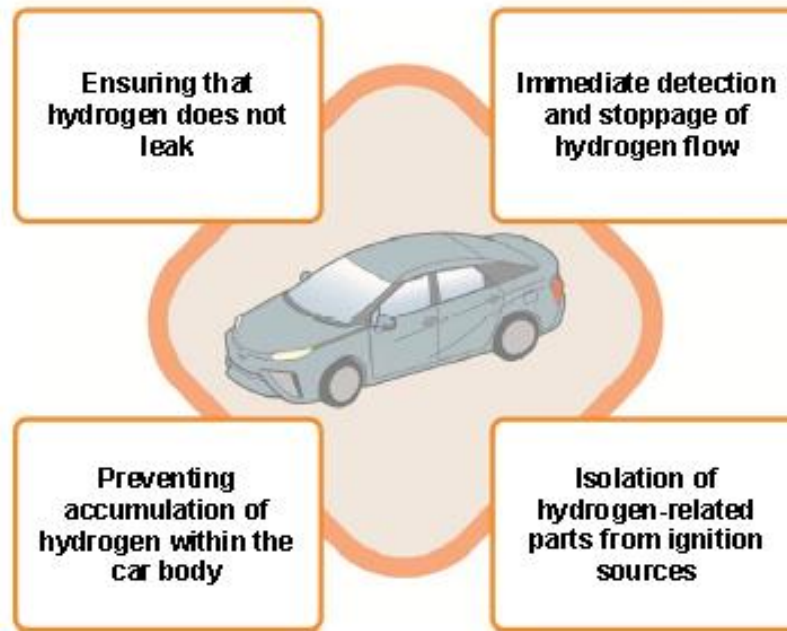 Ensuring that
hydrogen does not
leak
Immediate detection
and stoppage of
hydrogen flow
Preventing
accumulation of
hydrogen within the
car body
Isolation of
hydrogen-related
parts from ignition
sources